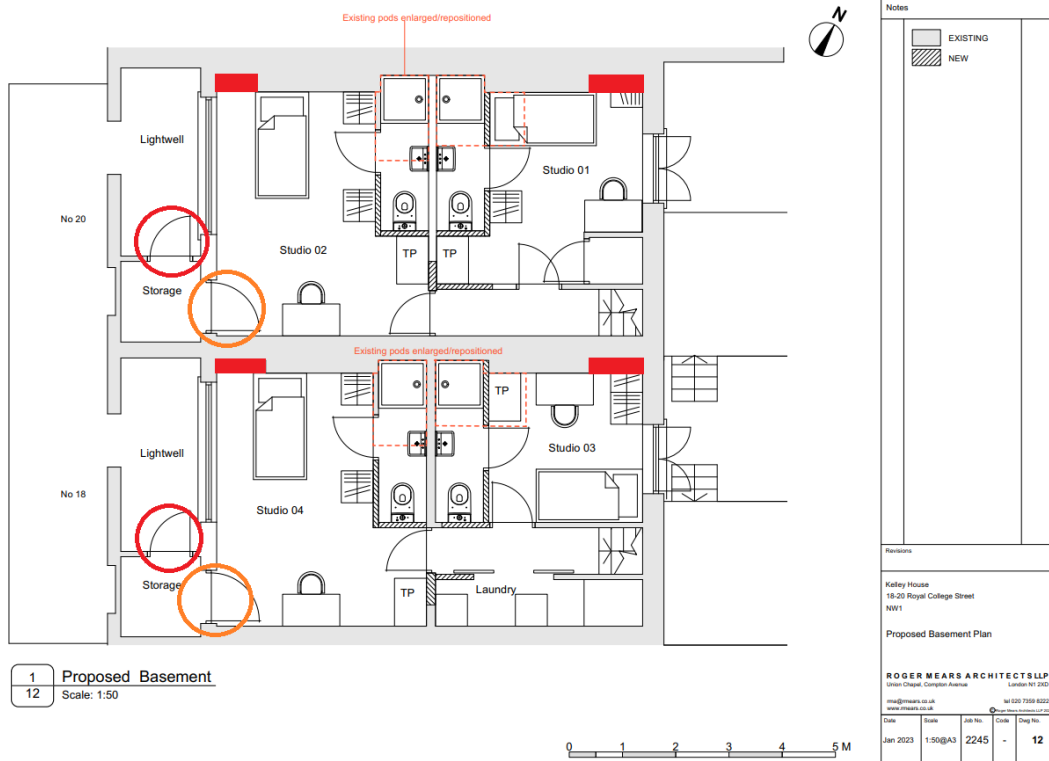 Existing pods enlarged/repositioned
N
Lightwell
Studio 01
No 20
Studio 02
TP
TP
Storage
Existing pods enlarged/repositioned
TP
Lightwell
Studio 03
No 18
Studio 04
Storage
TP
Laundry
1
12
Proposed Basement
Scale: 1:50
0 1 2 3 4 5 M
Notes
EXISTING
NEW
Revisions
Kelley House
18-20 Royal College Street
NW1
Proposed Basement Plan
ROGER MEARS ARCHITECTS LLP
Union Chapel, Compton Avenue London N1 2XD
rma@rmears.co.uk tel 020 7359 8222
www.rmears.co.uk
Date Scale Job No. Code Dwg No.
Jan 2023 1:50@A3 2245 - 12